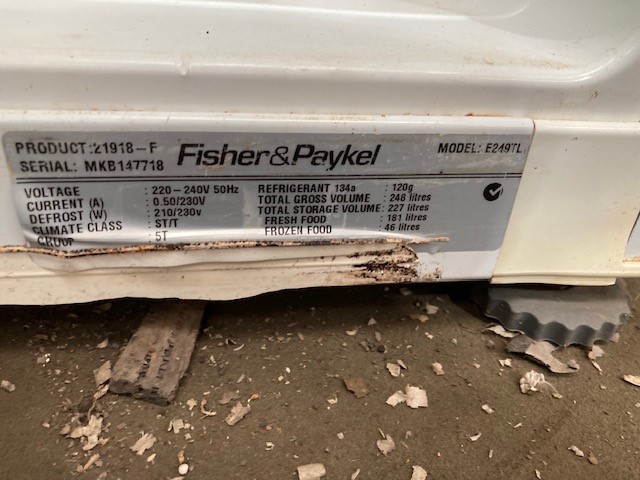 PRODUCT:21918-F
SERIAL: MKB147718
Fisher&Paykel
MODEL: E249TL
VOLTAGE : 220-240V 50Hz
CURRENT (A) : 0.50/230V
DEFROST (W) : 210/230v
CLIMATE CLASS : ST/T
GROUP : 5T
REFRIGERANT 134a : 120g
TOTAL GROSS VOLUME : 248 litres
TOTAL STORAGE VOLUME : 227 litres
FRESH FOOD : 181 litres
FROZEN FOOD : 46 litres